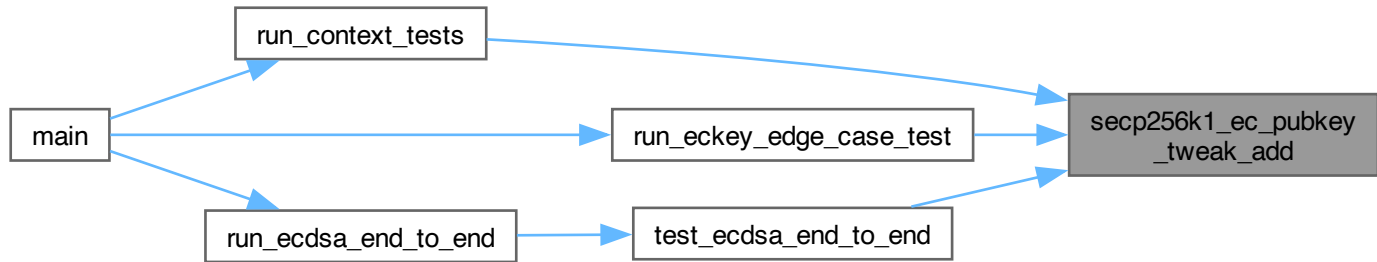 run_context_tests
main
run_eckey_edge_case_test
secp256k1_ec_pubkey
_tweak_add
run_ecdsa_end_to_end
test_ecdsa_end_to_end